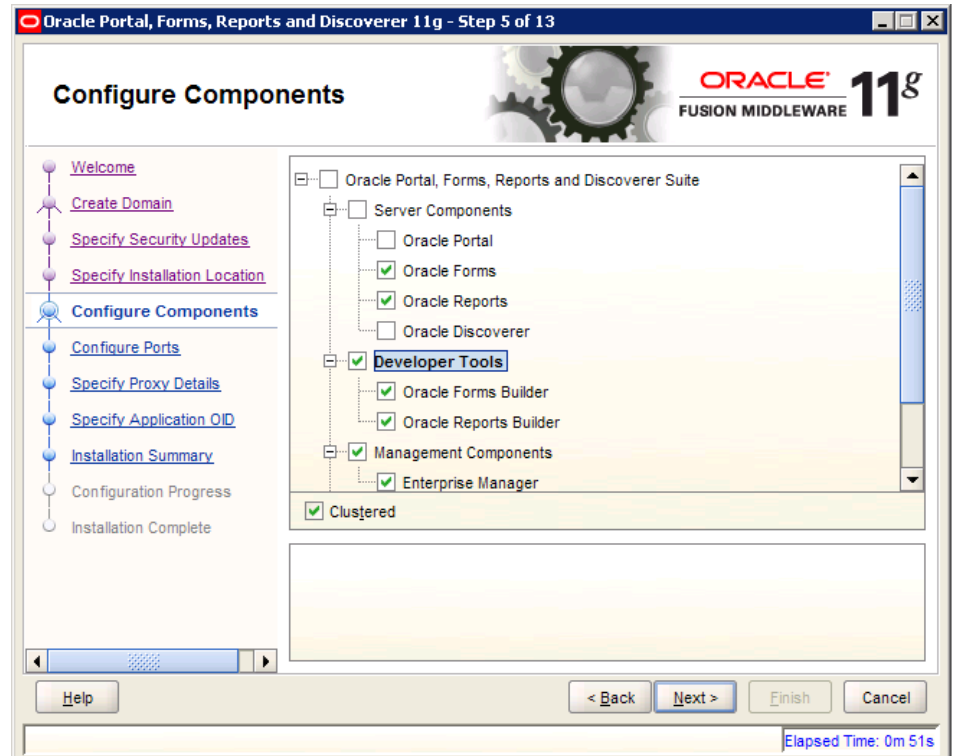 Oracle Portal, Forms, Reports and Discoverer 11g - Step 5 of 13
Configure Components
ORACLE
FUSION MIDDLEWARE
11g
Welcome
Create Domain
Specify Security Updates
Specify Installation Location
Configure Components
Configure Ports
Specify Proxy Details
Specify Application OID
Installation Summary
Configuration Progress
Installation Complete
Oracle Portal, Forms, Reports and Discoverer Suite
Server Components
Oracle Portal
Oracle Forms
Oracle Reports
Oracle Discoverer
Developer Tools
Oracle Forms Builder
Oracle Reports Builder
Management Components
Enterprise Manager
Clustered
Help
< Back
Next >
Finish
Cancel
Elapsed Time: 0m 51s